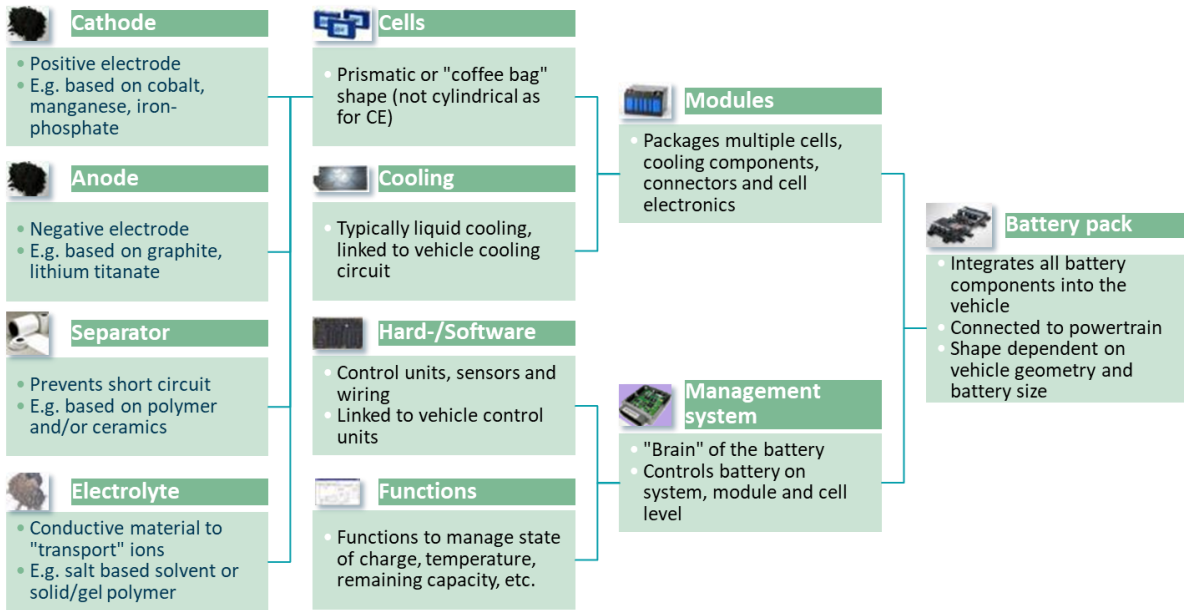 Cathode
• Positive electrode
• E.g. based on cobalt,
manganese, iron-
phosphate
Anode
• Negative electrode
• E.g. based on graphite,
lithium titanate
Separator
• Prevents short circuit
• E.g. based on polymer
and/or ceramics
Electrolyte
• Conductive material to
"transport" ions
• E.g. salt based solvent or
solid/gel polymer
Cells
• Prismatic or "coffee bag"
shape (not cylindrical as
for CE)
Cooling
• Typically liquid cooling,
linked to vehicle cooling
circuit
Hard-/Software
• Control units, sensors and
wiring
• Linked to vehicle control
units
Functions
• Functions to manage state
of charge, temperature,
remaining capacity, etc.
Modules
• Packages multiple cells,
cooling components,
connectors and cell
electronics
Management
system
• "Brain" of the battery
• Controls battery on
system, module and cell
level
Battery pack
• Integrates all battery
components into the
vehicle
• Connected to powertrain
• Shape dependent on
vehicle geometry and
battery size